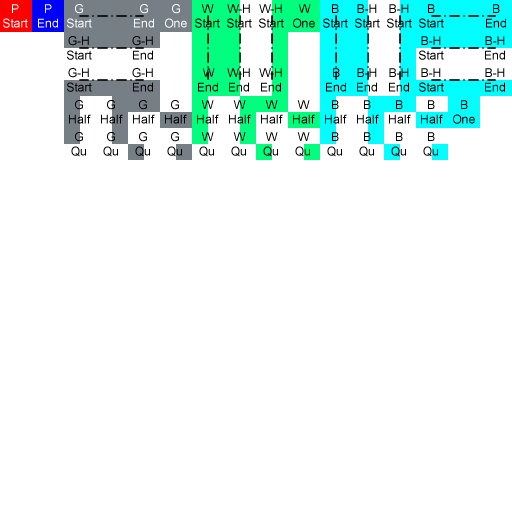 P P G G G W W-H W-H W B B-H B-H B B
Start End Start End One Start Start Start One Start Start Start Start End
G-H G-H B-H B-H
Start End Start End
G-H G-H W W-H W-H B B-H B-H B-H B-H
Start End End End End End End End Start End
G G G G W W W W B B B B B
Half Half Half Half Half Half Half Half Half Half Half Half One
G G G G W W W W B B B B
Qu Qu Qu Qu Qu Qu Qu Qu Qu Qu Qu Qu